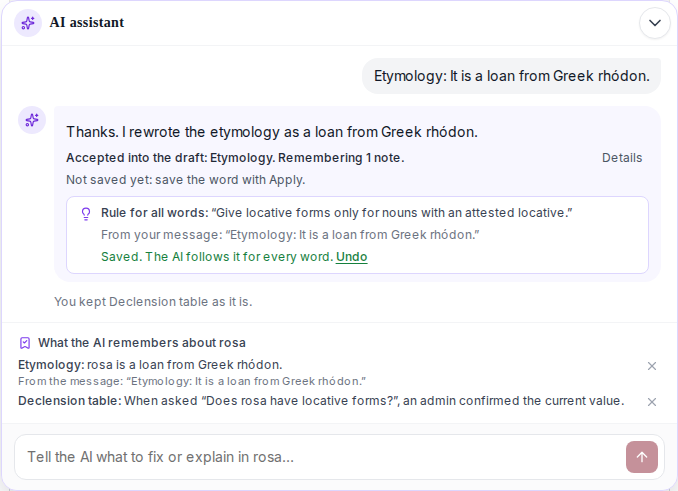 AI assistant
Etymology: It is a loan from Greek rhódon.
Thanks. I rewrote the etymology as a loan from Greek rhódon.
Accepted into the draft: Etymology. Remembering 1 note.
Details
Not saved yet: save the word with Apply.
Rule for all words: “Give locative forms only for nouns with an attested locative.”
From your message: “Etymology: It is a loan from Greek rhódon.”
Saved. The AI follows it for every word. Undo
You kept Declension table as it is.
What the AI remembers about rosa
Etymology: rosa is a loan from Greek rhódon.
From the message: “Etymology: It is a loan from Greek rhódon.”
Declension table: When asked “Does rosa have locative forms?”, an admin confirmed the current value.
Tell the AI what to fix or explain in rosa...